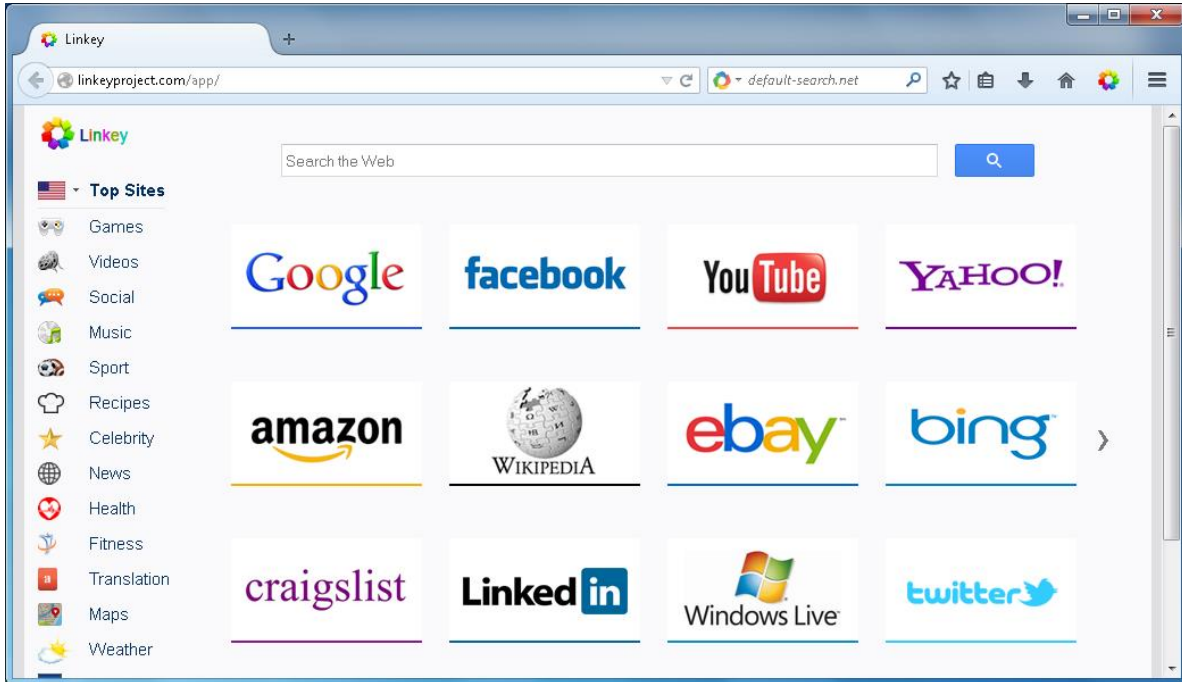 Linkey
linkeyproject.com/app/
default-search.net
Linkey
Search the Web
Top Sites
Games
Videos
Social
Music
Sport
Recipes
Celebrity
News
Health
Fitness
Translation
Maps
Weather
Google
facebook
YouTube
YAHOO!
amazon
WIKIPEDIA
ebay
bing
craigslist
Linked in
Windows Live
twitter